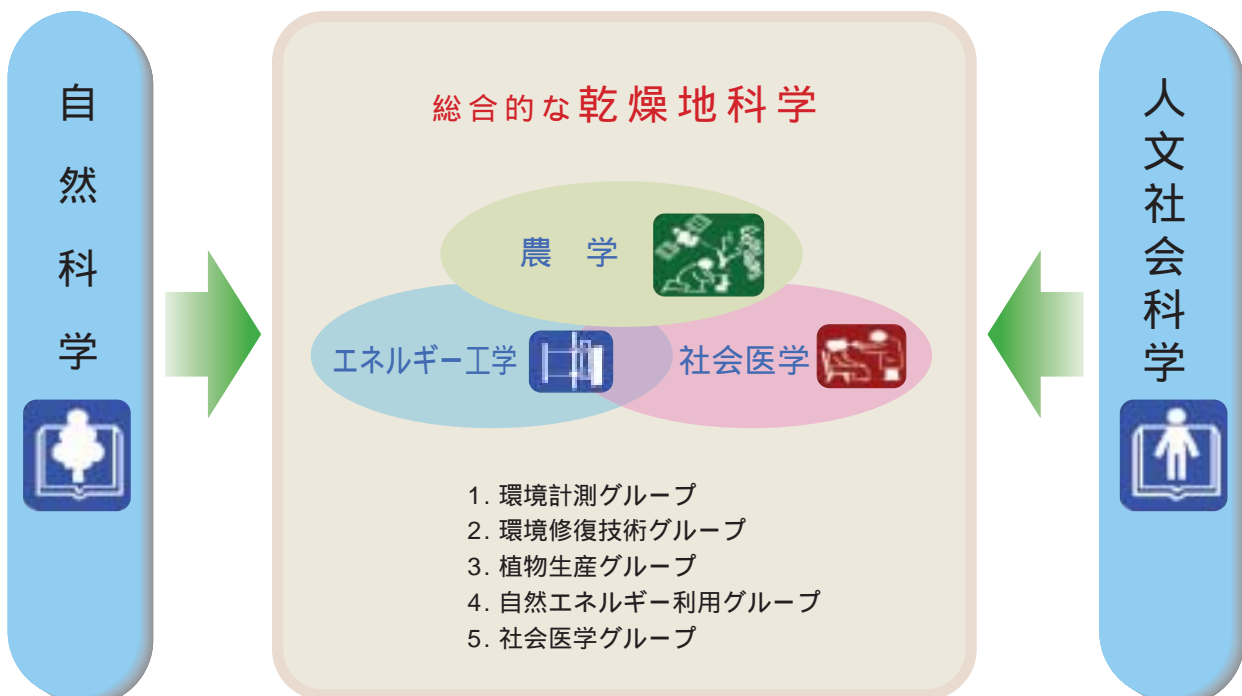 自然科学
総合的な乾燥地科学
農 学
エネルギー工学
社会医学
1. 環境計測グループ
2. 環境修復技術グループ
3. 植物生産グループ
4. 自然エネルギー利用グループ
5. 社会医学グループ
人文社会科学